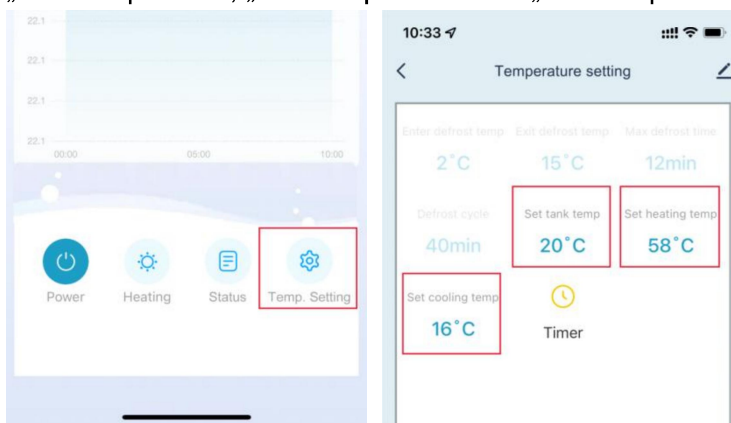 22.1
22.1
22.1
22.1
00:00 05:00 10:00
Power Heating Status Temp. Setting
10:33
Temperature setting
Enter defrost temp Exit defrost temp Max defrost time
2°C 15°C 12min
Defrost cycle Set tank temp Set heating temp
40min 20°C 58°C
Set cooling temp
16°C Timer